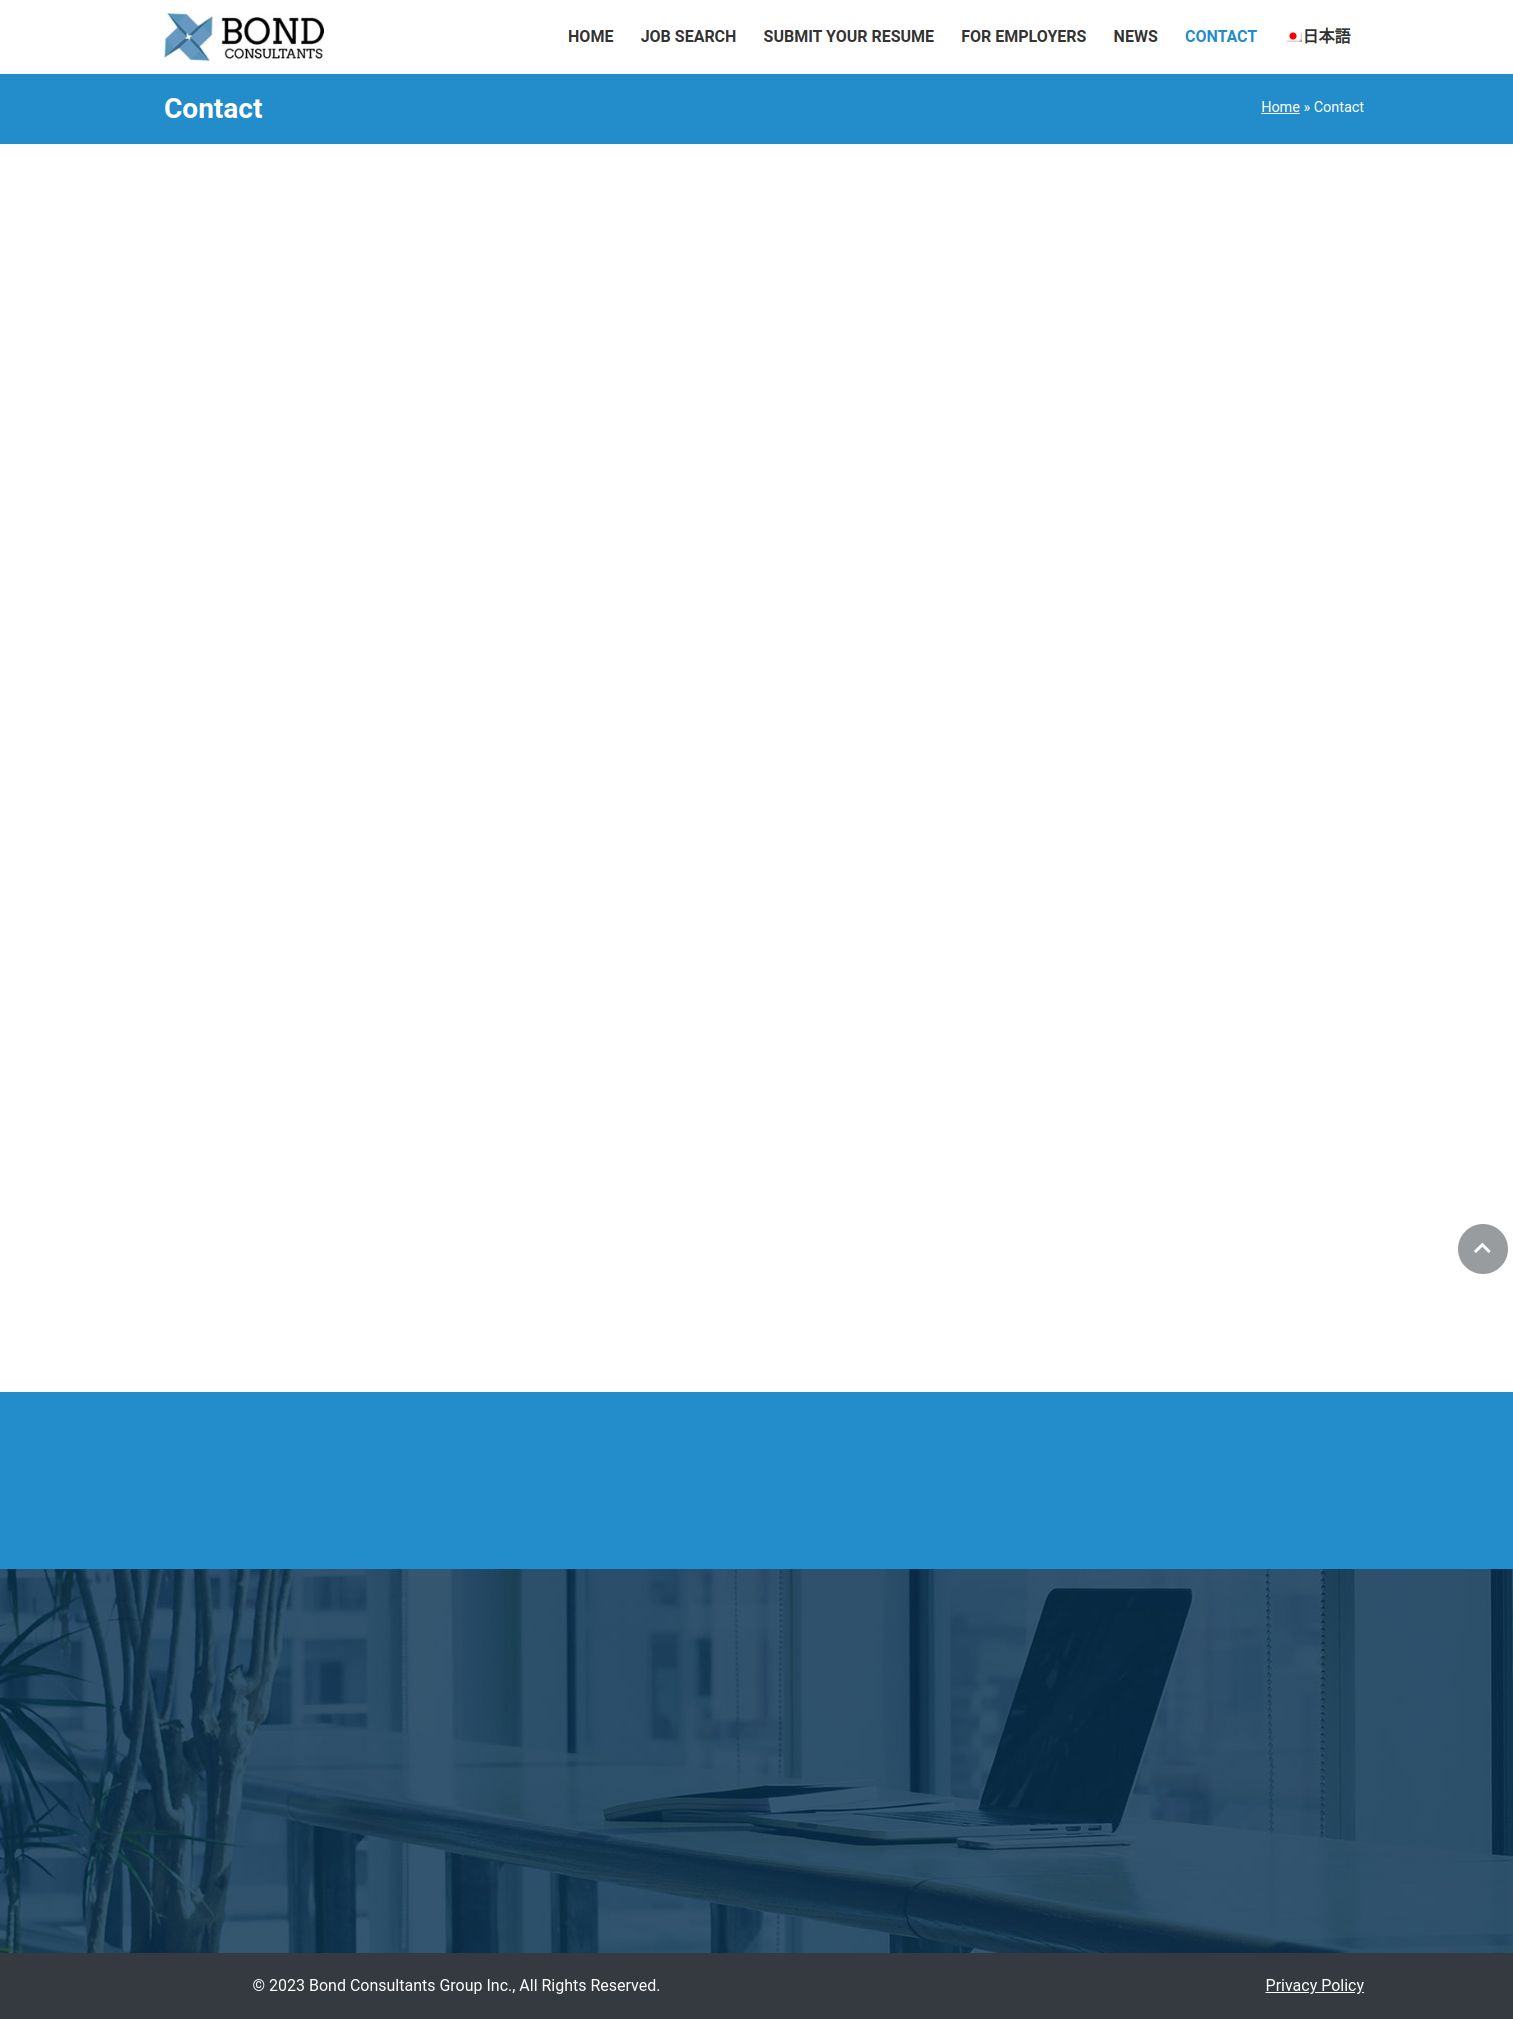 BOND
CONSULTANTS
HOME JOB SEARCH SUBMIT YOUR RESUME FOR EMPLOYERS NEWS CONTACT 日本語
Contact
Home » Contact
© 2023 Bond Consultants Group Inc., All Rights Reserved.
Privacy Policy